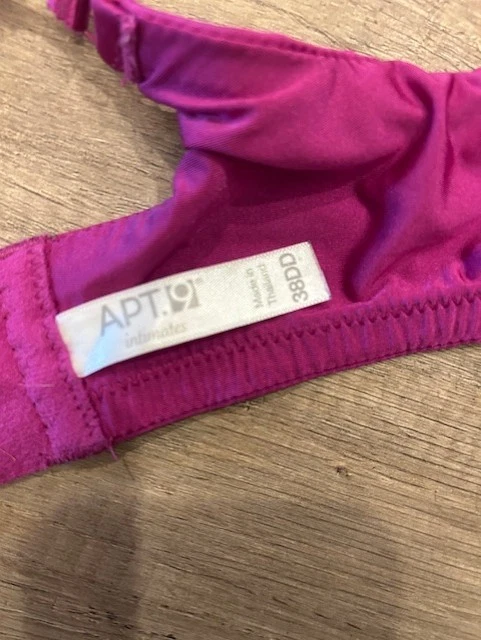 APT.9®
intimates
Made in
Thailand
38DD